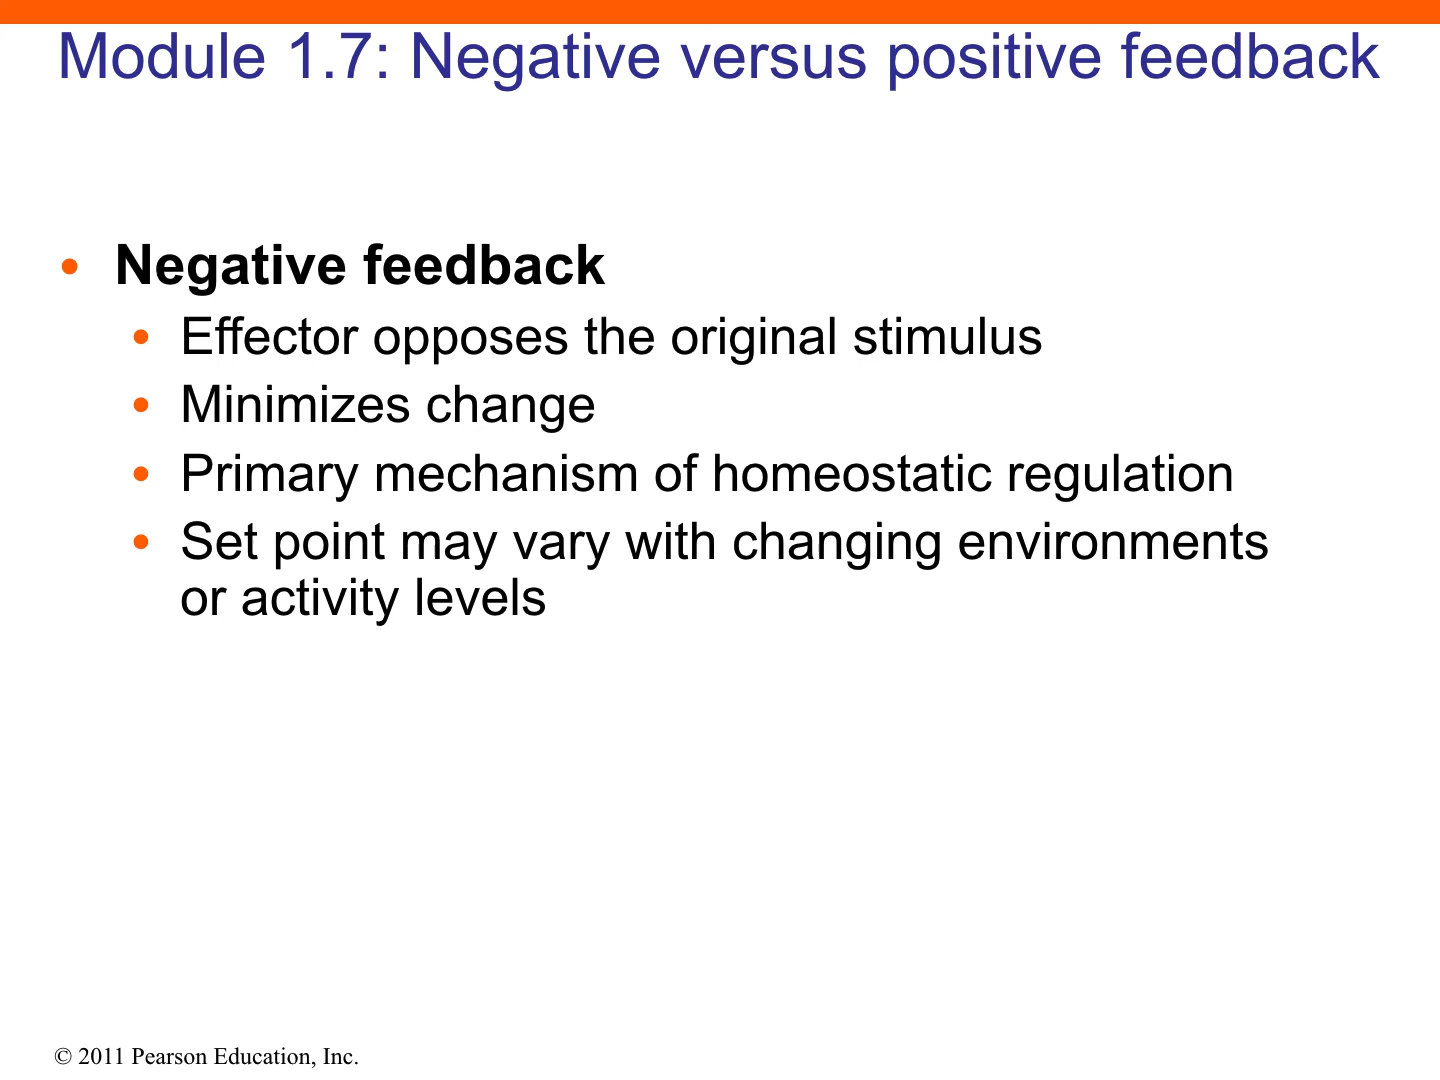 Module 1.7: Negative versus positive feedback
• Negative feedback
• Effector opposes the original stimulus
• Minimizes change
• Primary mechanism of homeostatic regulation
• Set point may vary with changing environments
or activity levels
© 2011 Pearson Education, Inc.